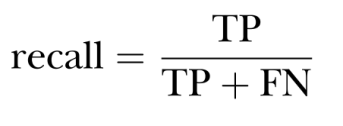 recall = TP / TP + FN